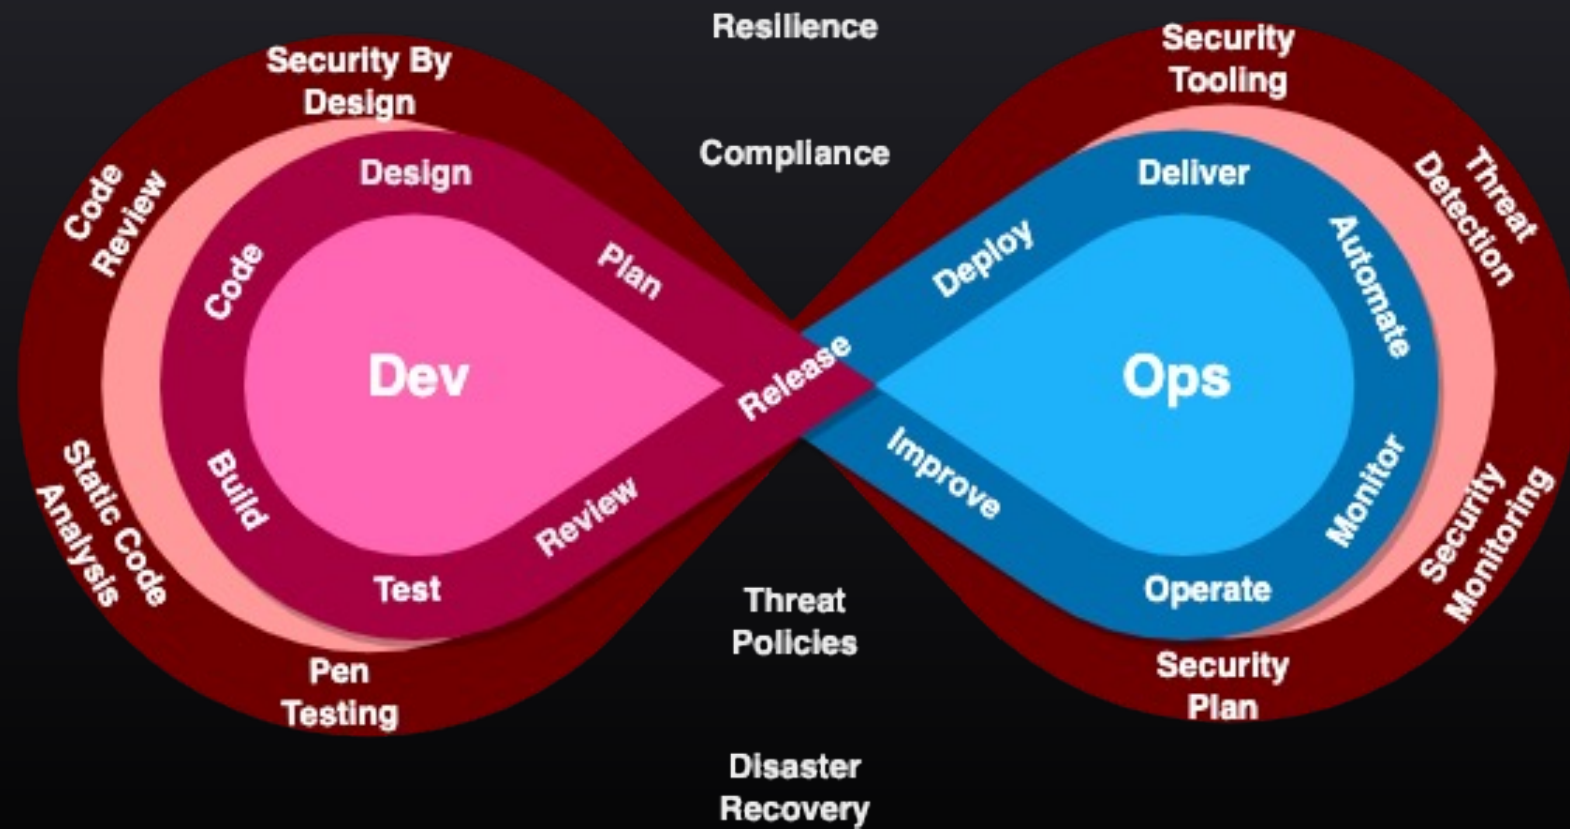 Resilience
Security By
Design
Security
Tooling
Compliance
Code
Review
Design
Deliver
Threat
Detection
Code
Plan
Deploy
Automate
Dev
Release
Ops
Static Code
Analysis
Build
Review
Improve
Monitor
Security
Monitoring
Test
Operate
Threat
Policies
Pen
Testing
Security
Plan
Disaster
Recovery